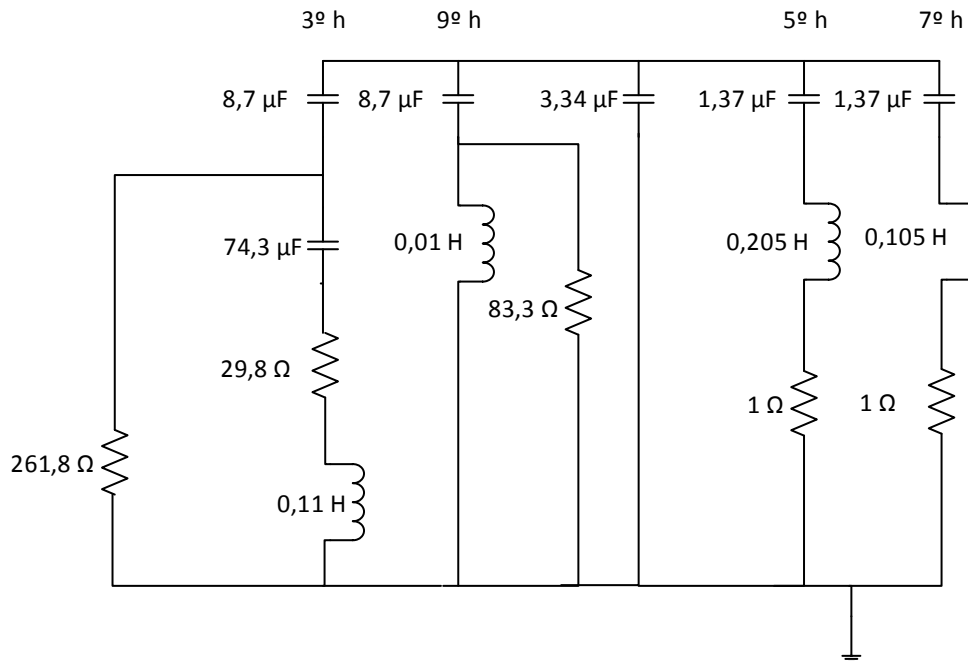 3º h 9º h 5º h 7º h
8,7 µF 8,7 µF 3,34 µF 1,37 µF 1,37 µF
74,3 µF 0,01 H 0,205 H 0,105 H
83,3 Ω
29,8 Ω
1 Ω 1 Ω
261,8 Ω
0,11 H